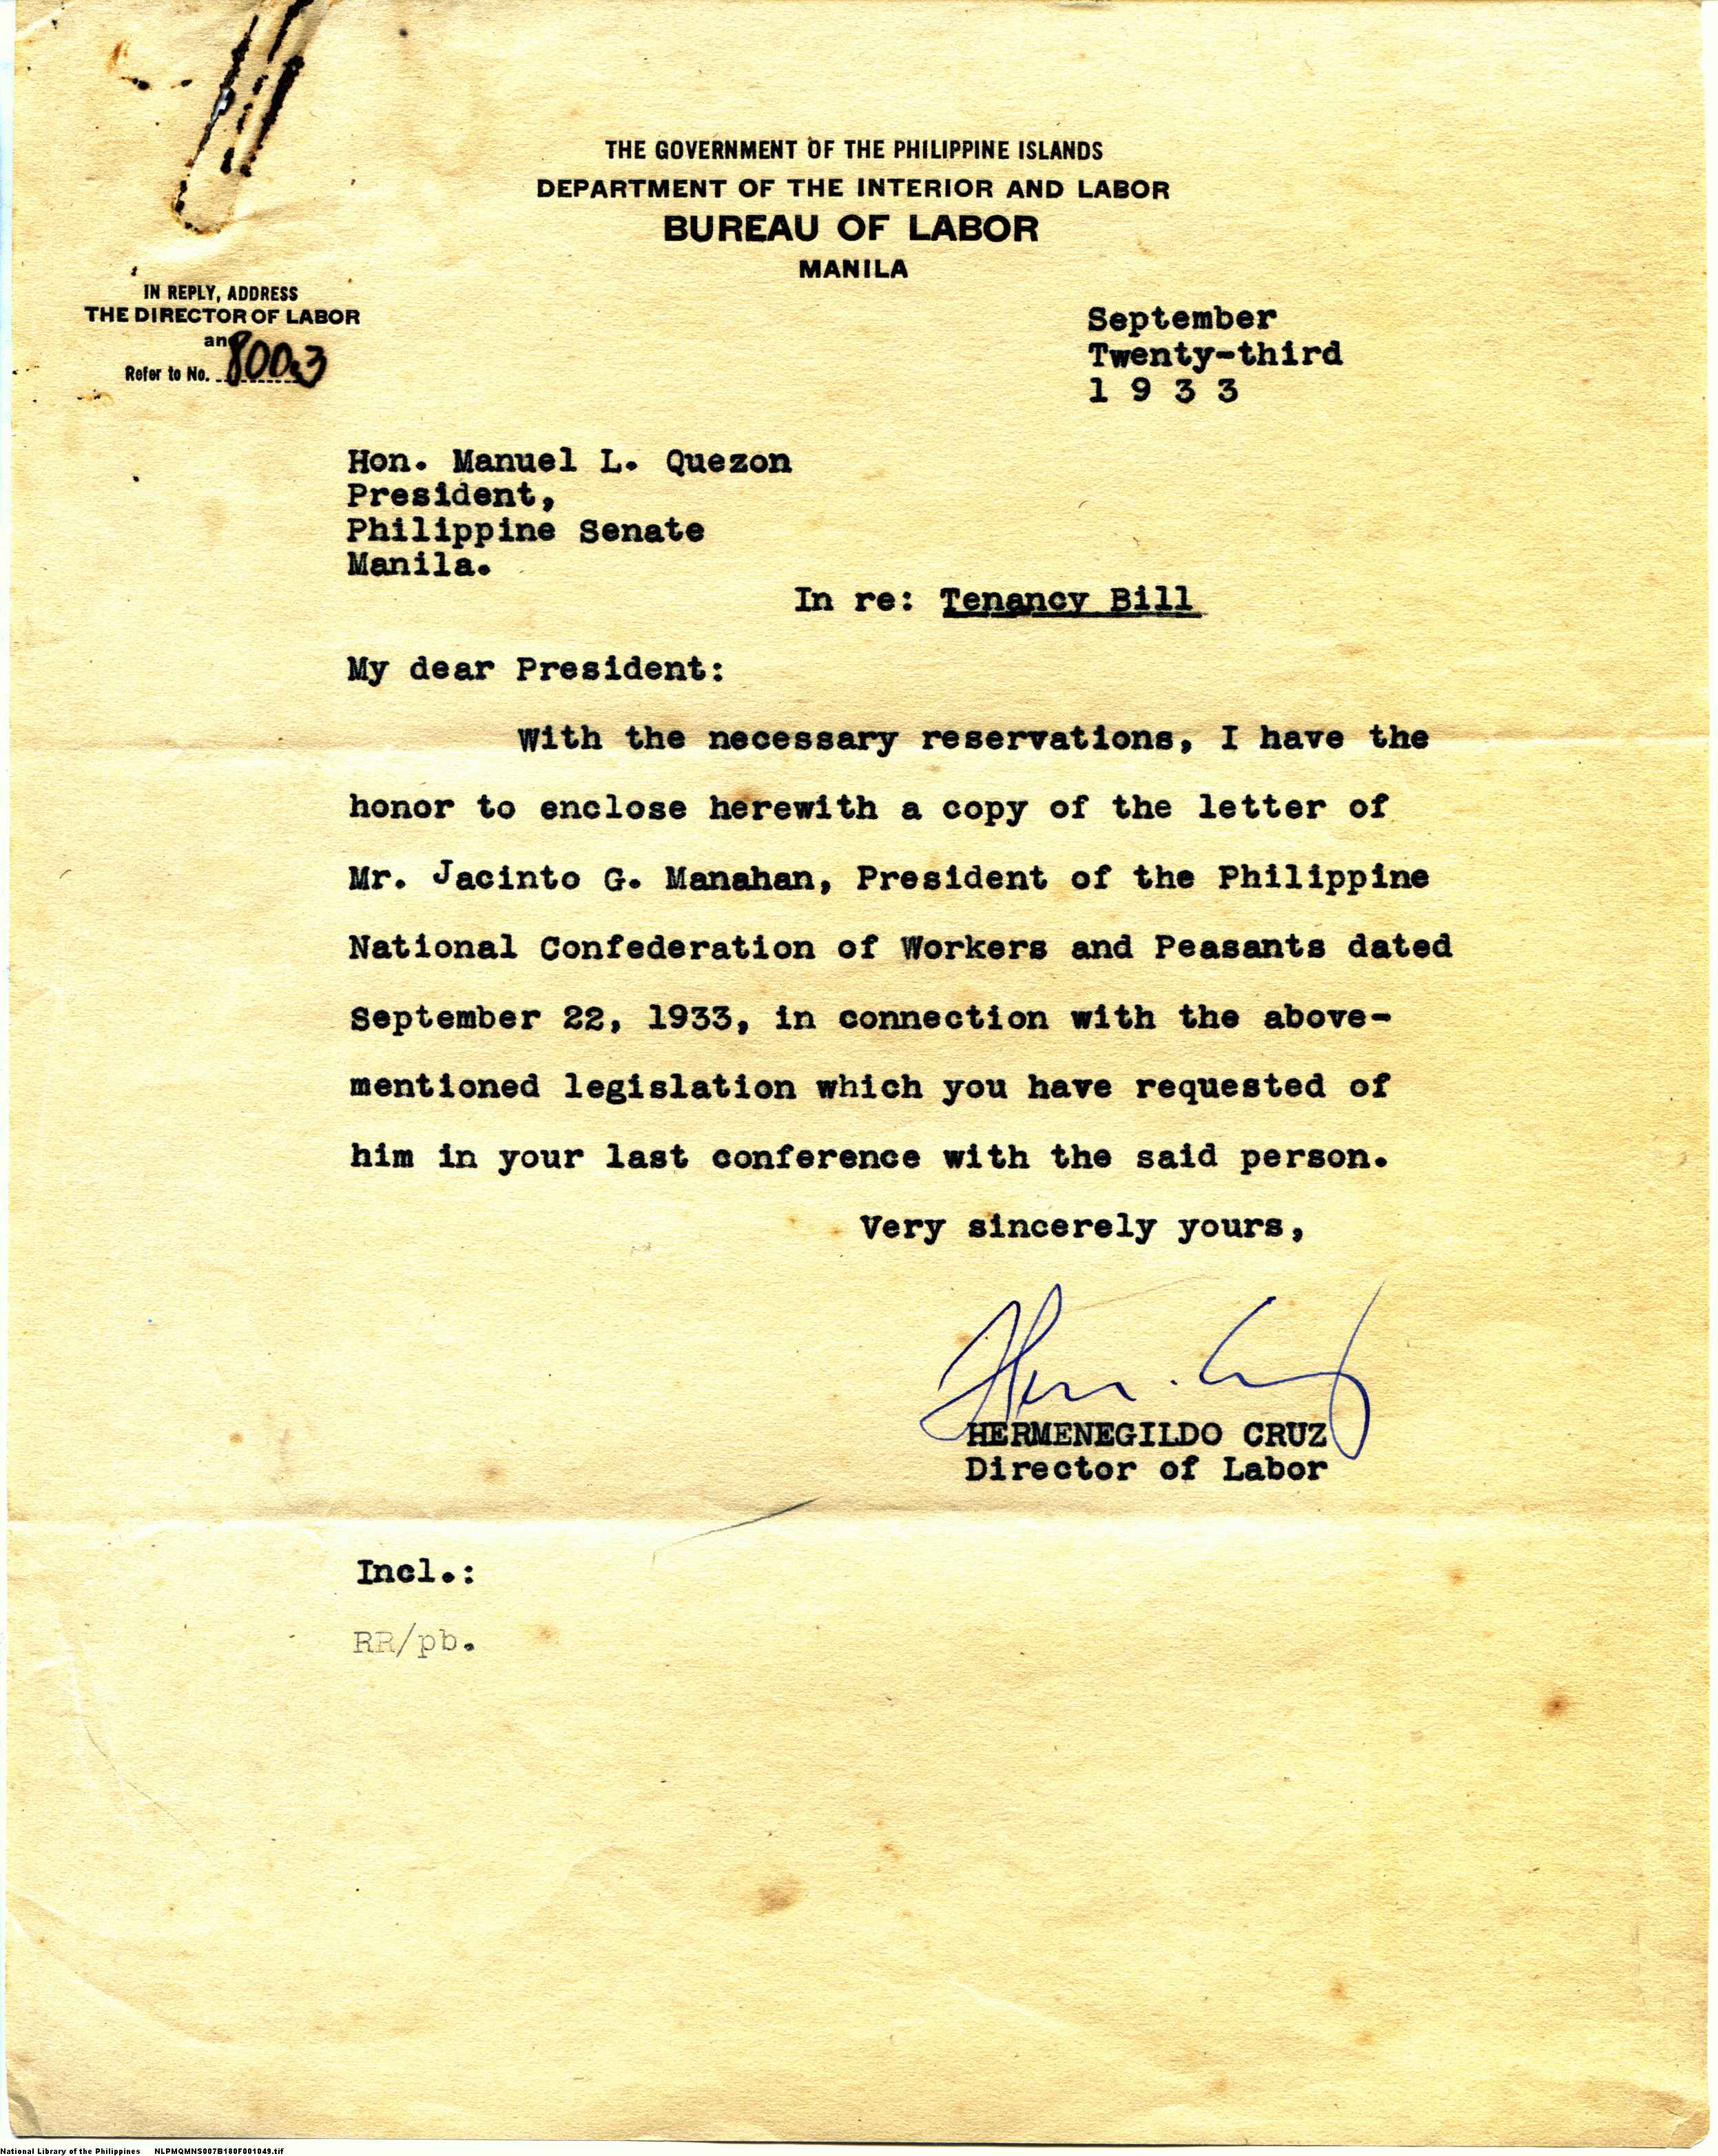 THE GOVERNMENT OF THE PHILIPPINE ISLANDS
DEPARTMENT OF THE INTERIOR AND LABOR
BUREAU OF LABOR
MANILA
IN REPLY, ADDRESS
THE DIRECTOR OF LABOR
and
Refer to No. 8003
September
Twenty-third
1 9 3 3
Hon. Manuel L. Quezon
President,
Philippine Senate
Manila.
In re: Tenancy Bill
My dear President:
With the necessary reservations, I have the
honor to enclose herewith a copy of the letter of
Mr. Jacinto G. Manahan, President of the Philippine
National Confederation of Workers and Peasants dated
September 22, 1933, in connection with the above-
mentioned legislation which you have requested of
him in your last conference with the said person.
Very sincerely yours,
Herm. Cruz
HERMENEGILDO CRUZ
Director of Labor
Incl.:
RR/pb.
National Library of the Philippines NLPMQMNS007B180F001049.tif